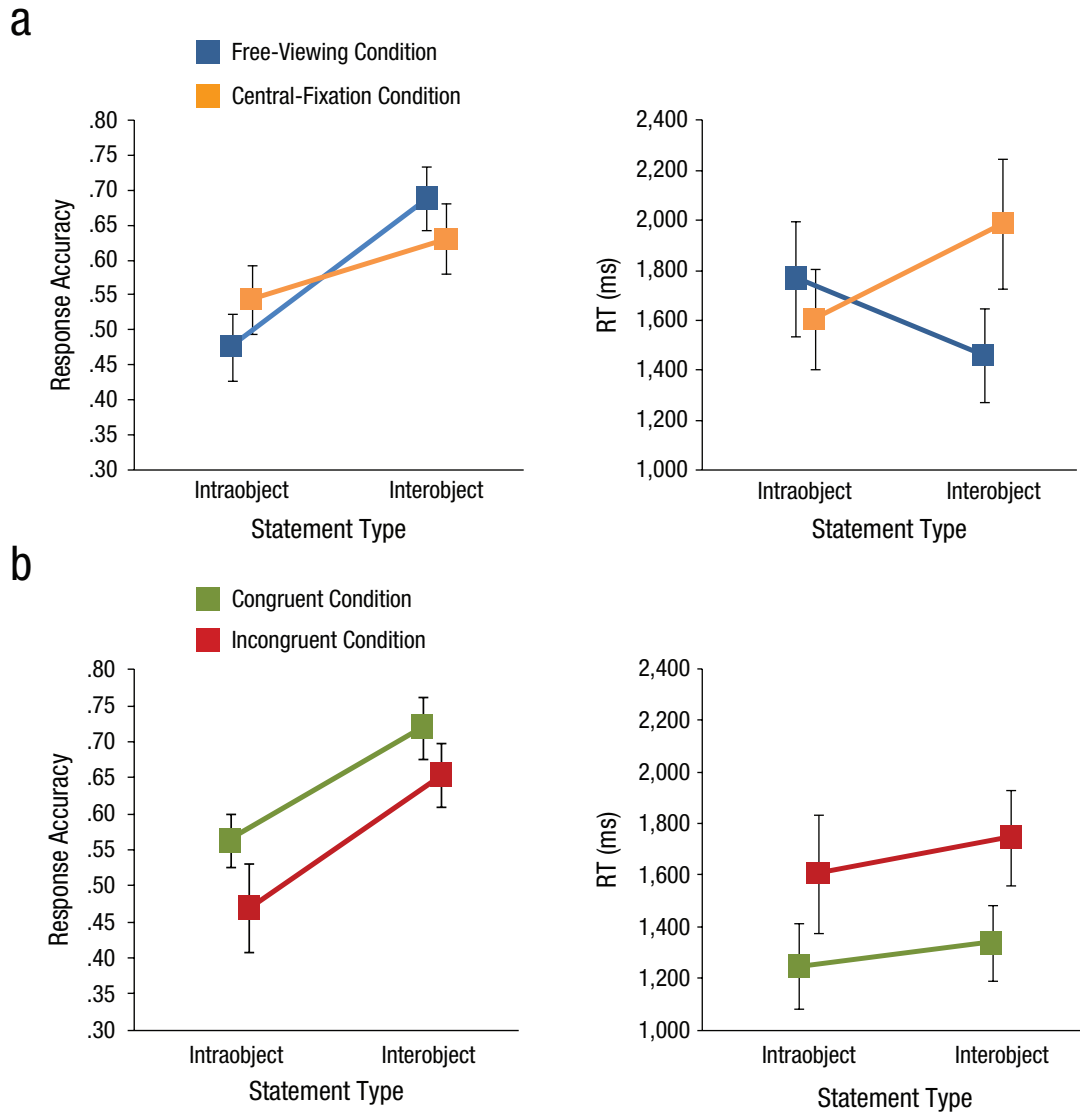 a
Free-Viewing Condition
Central-Fixation Condition
.80
.75
.70
.65
.60
.55
.50
.45
.40
.35
.30
Response Accuracy
Intraobject Interobject
Statement Type
2,400
2,200
2,000
1,800
1,600
1,400
1,200
1,000
RT (ms)
Intraobject Interobject
Statement Type
b
Congruent Condition
Incongruent Condition
.80
.75
.70
.65
.60
.55
.50
.45
.40
.35
.30
Response Accuracy
Intraobject Interobject
Statement Type
2,400
2,200
2,000
1,800
1,600
1,400
1,200
1,000
RT (ms)
Intraobject Interobject
Statement Type